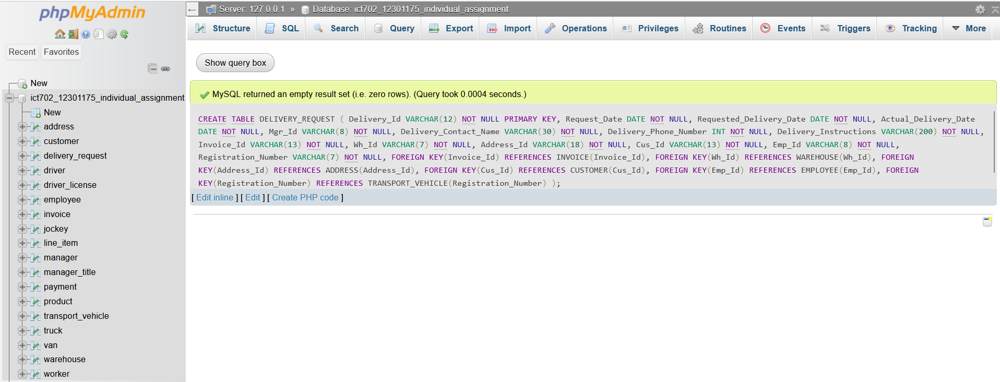 phpMyAdmin
Recent Favorites
New
ict702_12301175_individual_assignment
New
address
customer
delivery_request
driver
driver_license
employee
invoice
jockey
line_item
manager
manager_title
payment
product
transport_vehicle
truck
van
warehouse
worker
Server: 127.0.0.1 » Database: ict702_12301175_individual_assignment
Structure SQL Search Query Export Import Operations Privileges Routines Events Triggers Tracking More
Show query box
MySQL returned an empty result set (i.e. zero rows). (Query took 0.0004 seconds.)
CREATE TABLE DELIVERY_REQUEST ( Delivery_Id VARCHAR(12) NOT NULL PRIMARY KEY, Request_Date DATE NOT NULL, Requested_Delivery_Date DATE NOT NULL, Actual_Delivery_Date
DATE NOT NULL, Mgr_Id VARCHAR(8) NOT NULL, Delivery_Contact_Name VARCHAR(30) NOT NULL, Delivery_Phone_Number INT NOT NULL, Delivery_Instructions VARCHAR(200) NOT NULL,
Invoice_Id VARCHAR(13) NOT NULL, Wh_Id VARCHAR(7) NOT NULL, Address_Id VARCHAR(18) NOT NULL, Cus_Id VARCHAR(13) NOT NULL, Emp_Id VARCHAR(8) NOT NULL,
Registration_Number VARCHAR(7) NOT NULL, FOREIGN KEY(Invoice_Id) REFERENCES INVOICE(Invoice_Id), FOREIGN KEY(Wh_Id) REFERENCES WAREHOUSE(Wh_Id), FOREIGN
KEY(Address_Id) REFERENCES ADDRESS(Address_Id), FOREIGN KEY(Cus_Id) REFERENCES CUSTOMER(Cus_Id), FOREIGN KEY(Emp_Id) REFERENCES EMPLOYEE(Emp_Id), FOREIGN
KEY(Registration_Number) REFERENCES TRANSPORT_VEHICLE(Registration_Number) );
[ Edit inline ] [ Edit ] [ Create PHP code ]